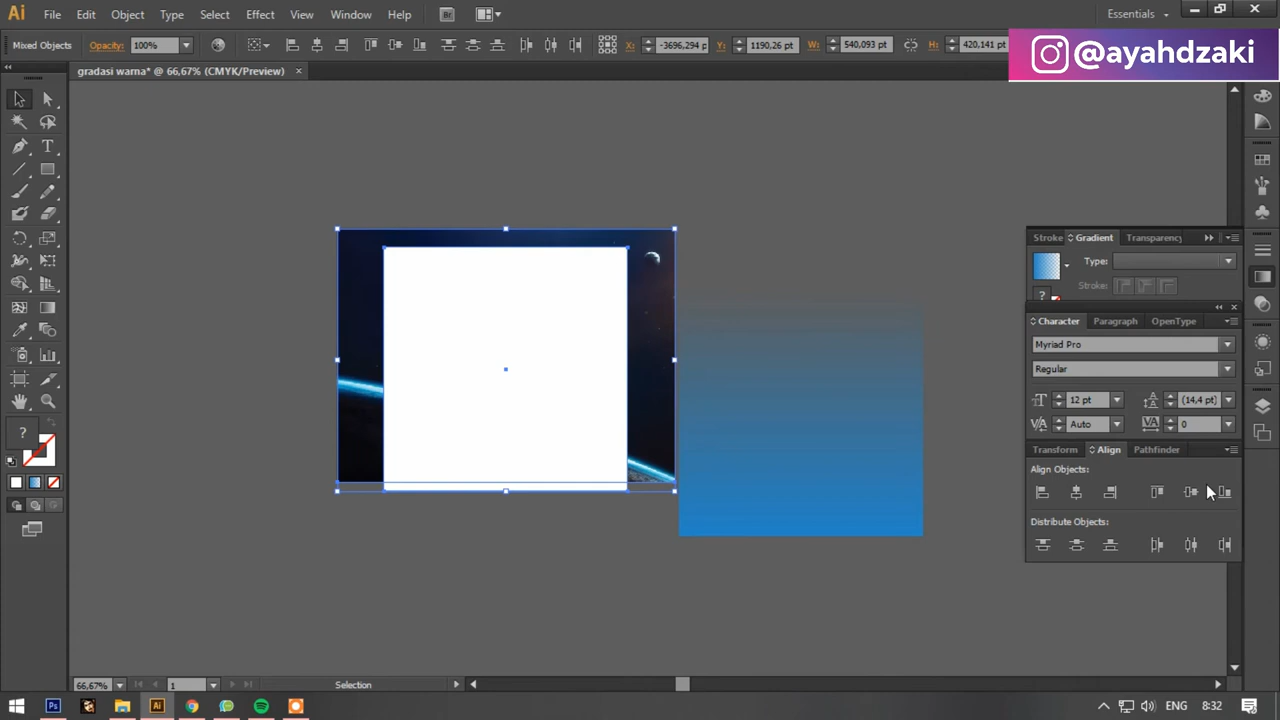 Ai File Edit Object Type Select Effect View Window Help Br Essentials
Mixed Objects Opacity: 100% X: -3696,294 p Y: 1190,26 pt W: 540,093 pt H: 420,141 pt
@ayahdzaki
gradasi warna* @ 66,67% (CMYK/Preview)
Stroke Gradient Transparency
Type:
Stroke:
?
Character Paragraph OpenType
Myriad Pro
Regular
12 pt (14,4 pt)
Auto 0
?
Transform Align Pathfinder
Align Objects:
Distribute Objects:
66,67% 1 Selection
Ps Ai ENG 8:32